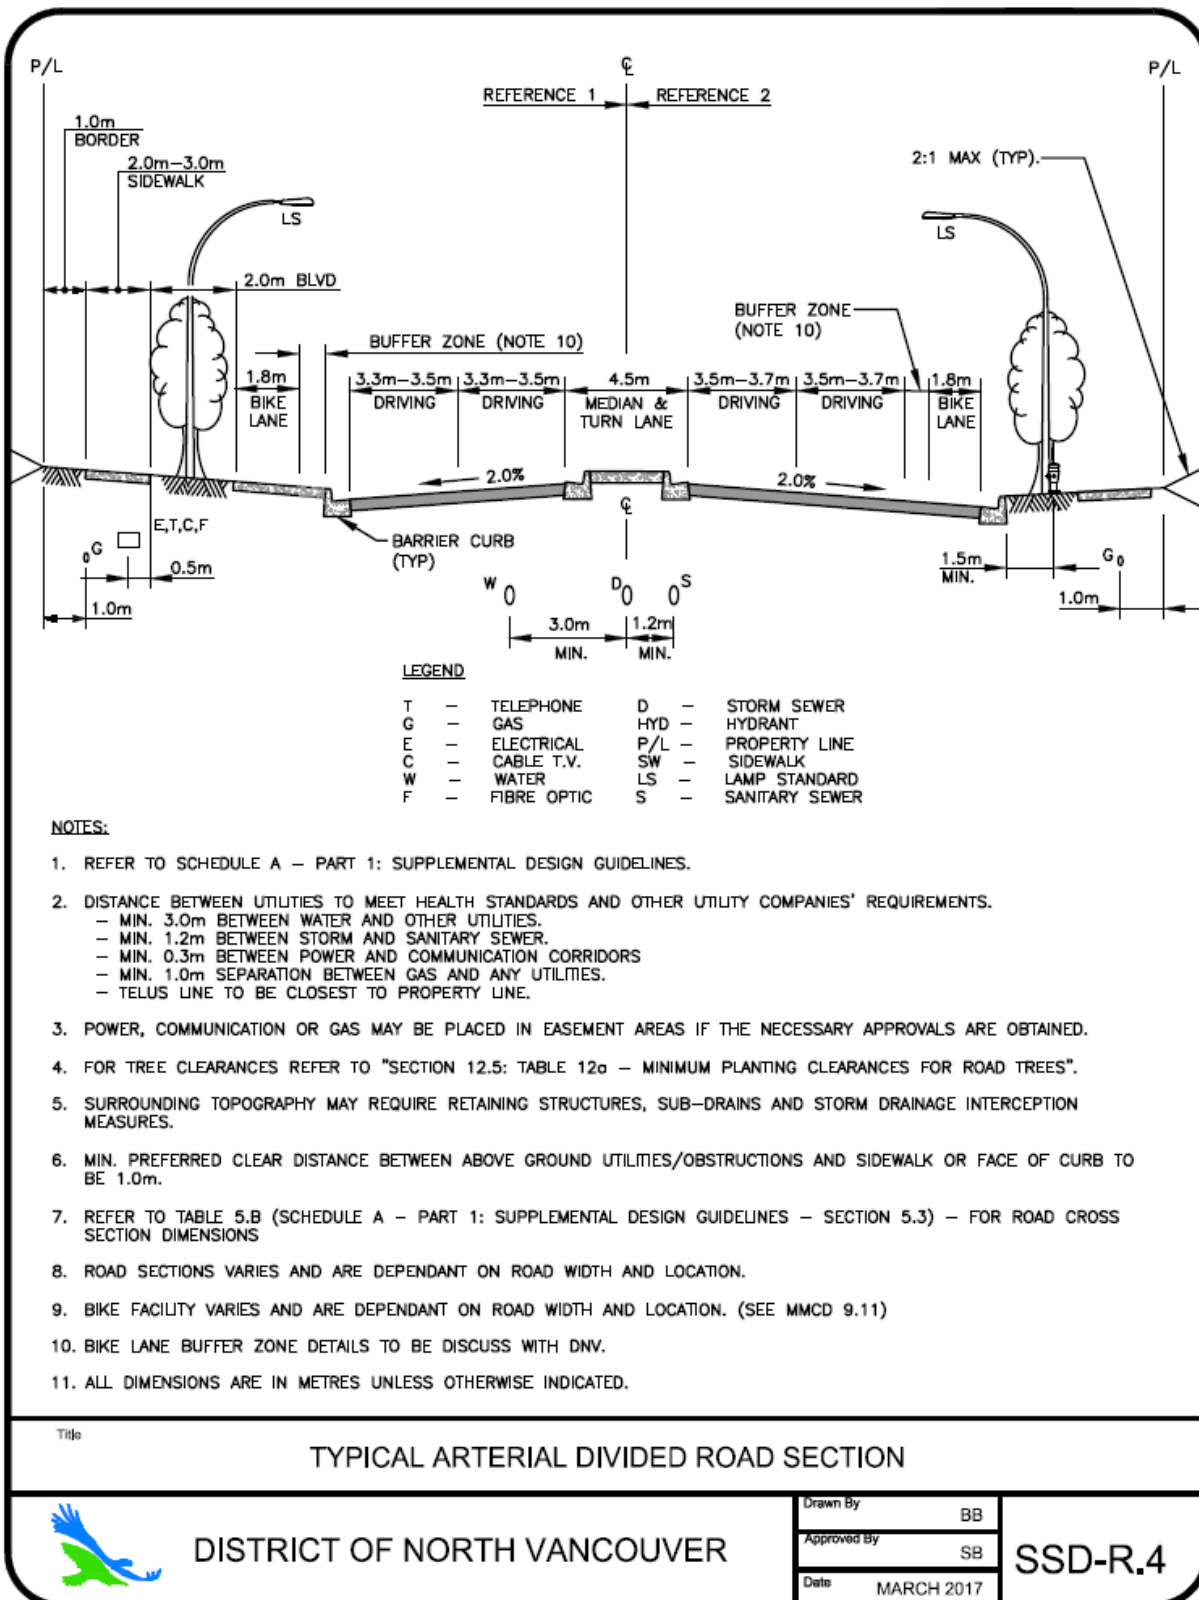 P/L
℄
P/L
REFERENCE 1
REFERENCE 2
1.0m
BORDER
2.0m–3.0m
SIDEWALK
2:1 MAX (TYP).
LS
LS
2.0m BLVD
BUFFER ZONE
(NOTE 10)
BUFFER ZONE (NOTE 10)
1.8m
BIKE
LANE
3.3m–3.5m
DRIVING
3.3m–3.5m
DRIVING
4.5m
MEDIAN &
TURN LANE
3.5m–3.7m
DRIVING
3.5m–3.7m
DRIVING
1.8m
BIKE
LANE
2.0%
2.0%
℄
E,T,C,F
G
0.5m
1.0m
BARRIER CURB
(TYP)
W
D
S
3.0m
MIN.
1.2m
MIN.
1.5m
MIN.
G
1.0m
LEGEND
T – TELEPHONE D – STORM SEWER
G – GAS HYD – HYDRANT
E – ELECTRICAL P/L – PROPERTY LINE
C – CABLE T.V. SW – SIDEWALK
W – WATER LS – LAMP STANDARD
F – FIBRE OPTIC S – SANITARY SEWER
NOTES:
1. REFER TO SCHEDULE A – PART 1: SUPPLEMENTAL DESIGN GUIDELINES.
2. DISTANCE BETWEEN UTILITIES TO MEET HEALTH STANDARDS AND OTHER UTILITY COMPANIES' REQUIREMENTS.
– MIN. 3.0m BETWEEN WATER AND OTHER UTILITIES.
– MIN. 1.2m BETWEEN STORM AND SANITARY SEWER.
– MIN. 0.3m BETWEEN POWER AND COMMUNICATION CORRIDORS
– MIN. 1.0m SEPARATION BETWEEN GAS AND ANY UTILITIES.
– TELUS LINE TO BE CLOSEST TO PROPERTY LINE.
3. POWER, COMMUNICATION OR GAS MAY BE PLACED IN EASEMENT AREAS IF THE NECESSARY APPROVALS ARE OBTAINED.
4. FOR TREE CLEARANCES REFER TO "SECTION 12.5: TABLE 12a – MINIMUM PLANTING CLEARANCES FOR ROAD TREES".
5. SURROUNDING TOPOGRAPHY MAY REQUIRE RETAINING STRUCTURES, SUB–DRAINS AND STORM DRAINAGE INTERCEPTION
MEASURES.
6. MIN. PREFERRED CLEAR DISTANCE BETWEEN ABOVE GROUND UTILITIES/OBSTRUCTIONS AND SIDEWALK OR FACE OF CURB TO
BE 1.0m.
7. REFER TO TABLE 5.B (SCHEDULE A – PART 1: SUPPLEMENTAL DESIGN GUIDELINES – SECTION 5.3) – FOR ROAD CROSS
SECTION DIMENSIONS
8. ROAD SECTIONS VARIES AND ARE DEPENDANT ON ROAD WIDTH AND LOCATION.
9. BIKE FACILITY VARIES AND ARE DEPENDANT ON ROAD WIDTH AND LOCATION. (SEE MMCD 9.11)
10. BIKE LANE BUFFER ZONE DETAILS TO BE DISCUSS WITH DNV.
11. ALL DIMENSIONS ARE IN METRES UNLESS OTHERWISE INDICATED.
Title
TYPICAL ARTERIAL DIVIDED ROAD SECTION
DISTRICT OF NORTH VANCOUVER
Drawn By
BB
Approved By
SB
Date
MARCH 2017
SSD-R.4